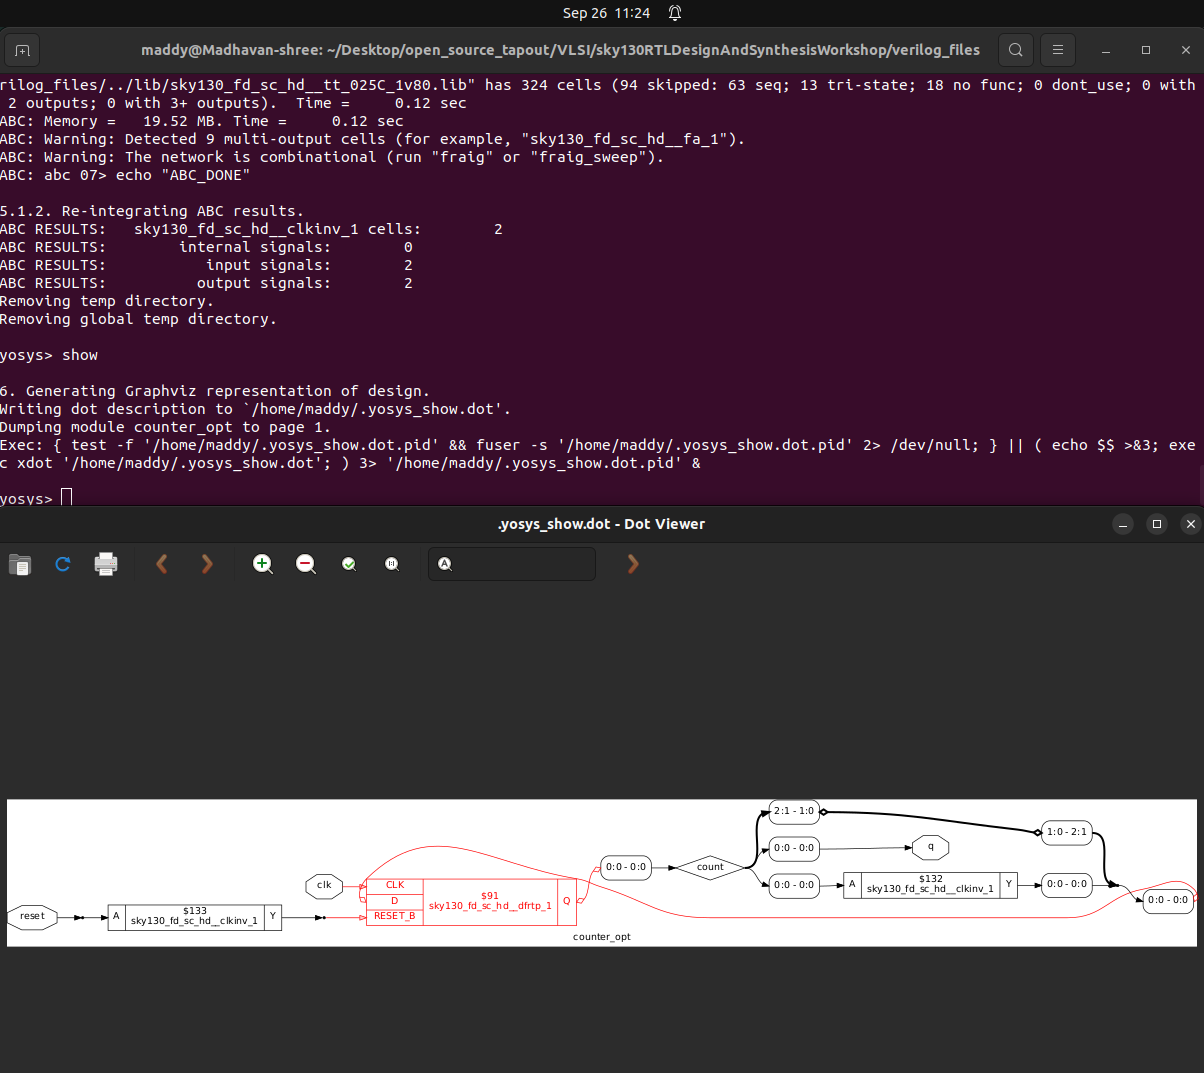 Sep 26 11:24
maddy@Madhavan-shree: ~/Desktop/open_source_tapout/VLSI/sky130RTLDesignAndSynthesisWorkshop/verilog_files
rilog_files/../lib/sky130_fd_sc_hd__tt_025C_1v80.lib" has 324 cells (94 skipped: 63 seq; 13 tri-state; 18 no func; 0 dont_use; 0 with
 2 outputs; 0 with 3+ outputs).  Time =     0.12 sec
ABC: Memory =   19.52 MB. Time =     0.12 sec
ABC: Warning: Detected 9 multi-output cells (for example, "sky130_fd_sc_hd__fa_1").
ABC: Warning: The network is combinational (run "fraig" or "fraig_sweep").
ABC: abc 07> echo "ABC_DONE"
5.1.2. Re-integrating ABC results.
ABC RESULTS:   sky130_fd_sc_hd__clkinv_1 cells:        2
ABC RESULTS:        internal signals:        0
ABC RESULTS:           input signals:        2
ABC RESULTS:          output signals:        2
Removing temp directory.
Removing global temp directory.
yosys> show
6. Generating Graphviz representation of design.
Writing dot description to `/home/maddy/.yosys_show.dot'.
Dumping module counter_opt to page 1.
Exec: { test -f '/home/maddy/.yosys_show.dot.pid' && fuser -s '/home/maddy/.yosys_show.dot.pid' 2> /dev/null; } || ( echo $$ >&3; exe
c xdot '/home/maddy/.yosys_show.dot'; ) 3> '/home/maddy/.yosys_show.dot.pid' &
yosys>
.yosys_show.dot - Dot Viewer
reset
A
$133
sky130_fd_sc_hd__clkinv_1
Y
clk
CLK
D
RESET_B
$91
sky130_fd_sc_hd__dfrtp_1
Q
0:0 - 0:0
count
2:1 - 1:0
0:0 - 0:0
0:0 - 0:0
q
A
$132
sky130_fd_sc_hd__clkinv_1
Y
1:0 - 2:1
0:0 - 0:0
0:0 - 0:0
counter_opt